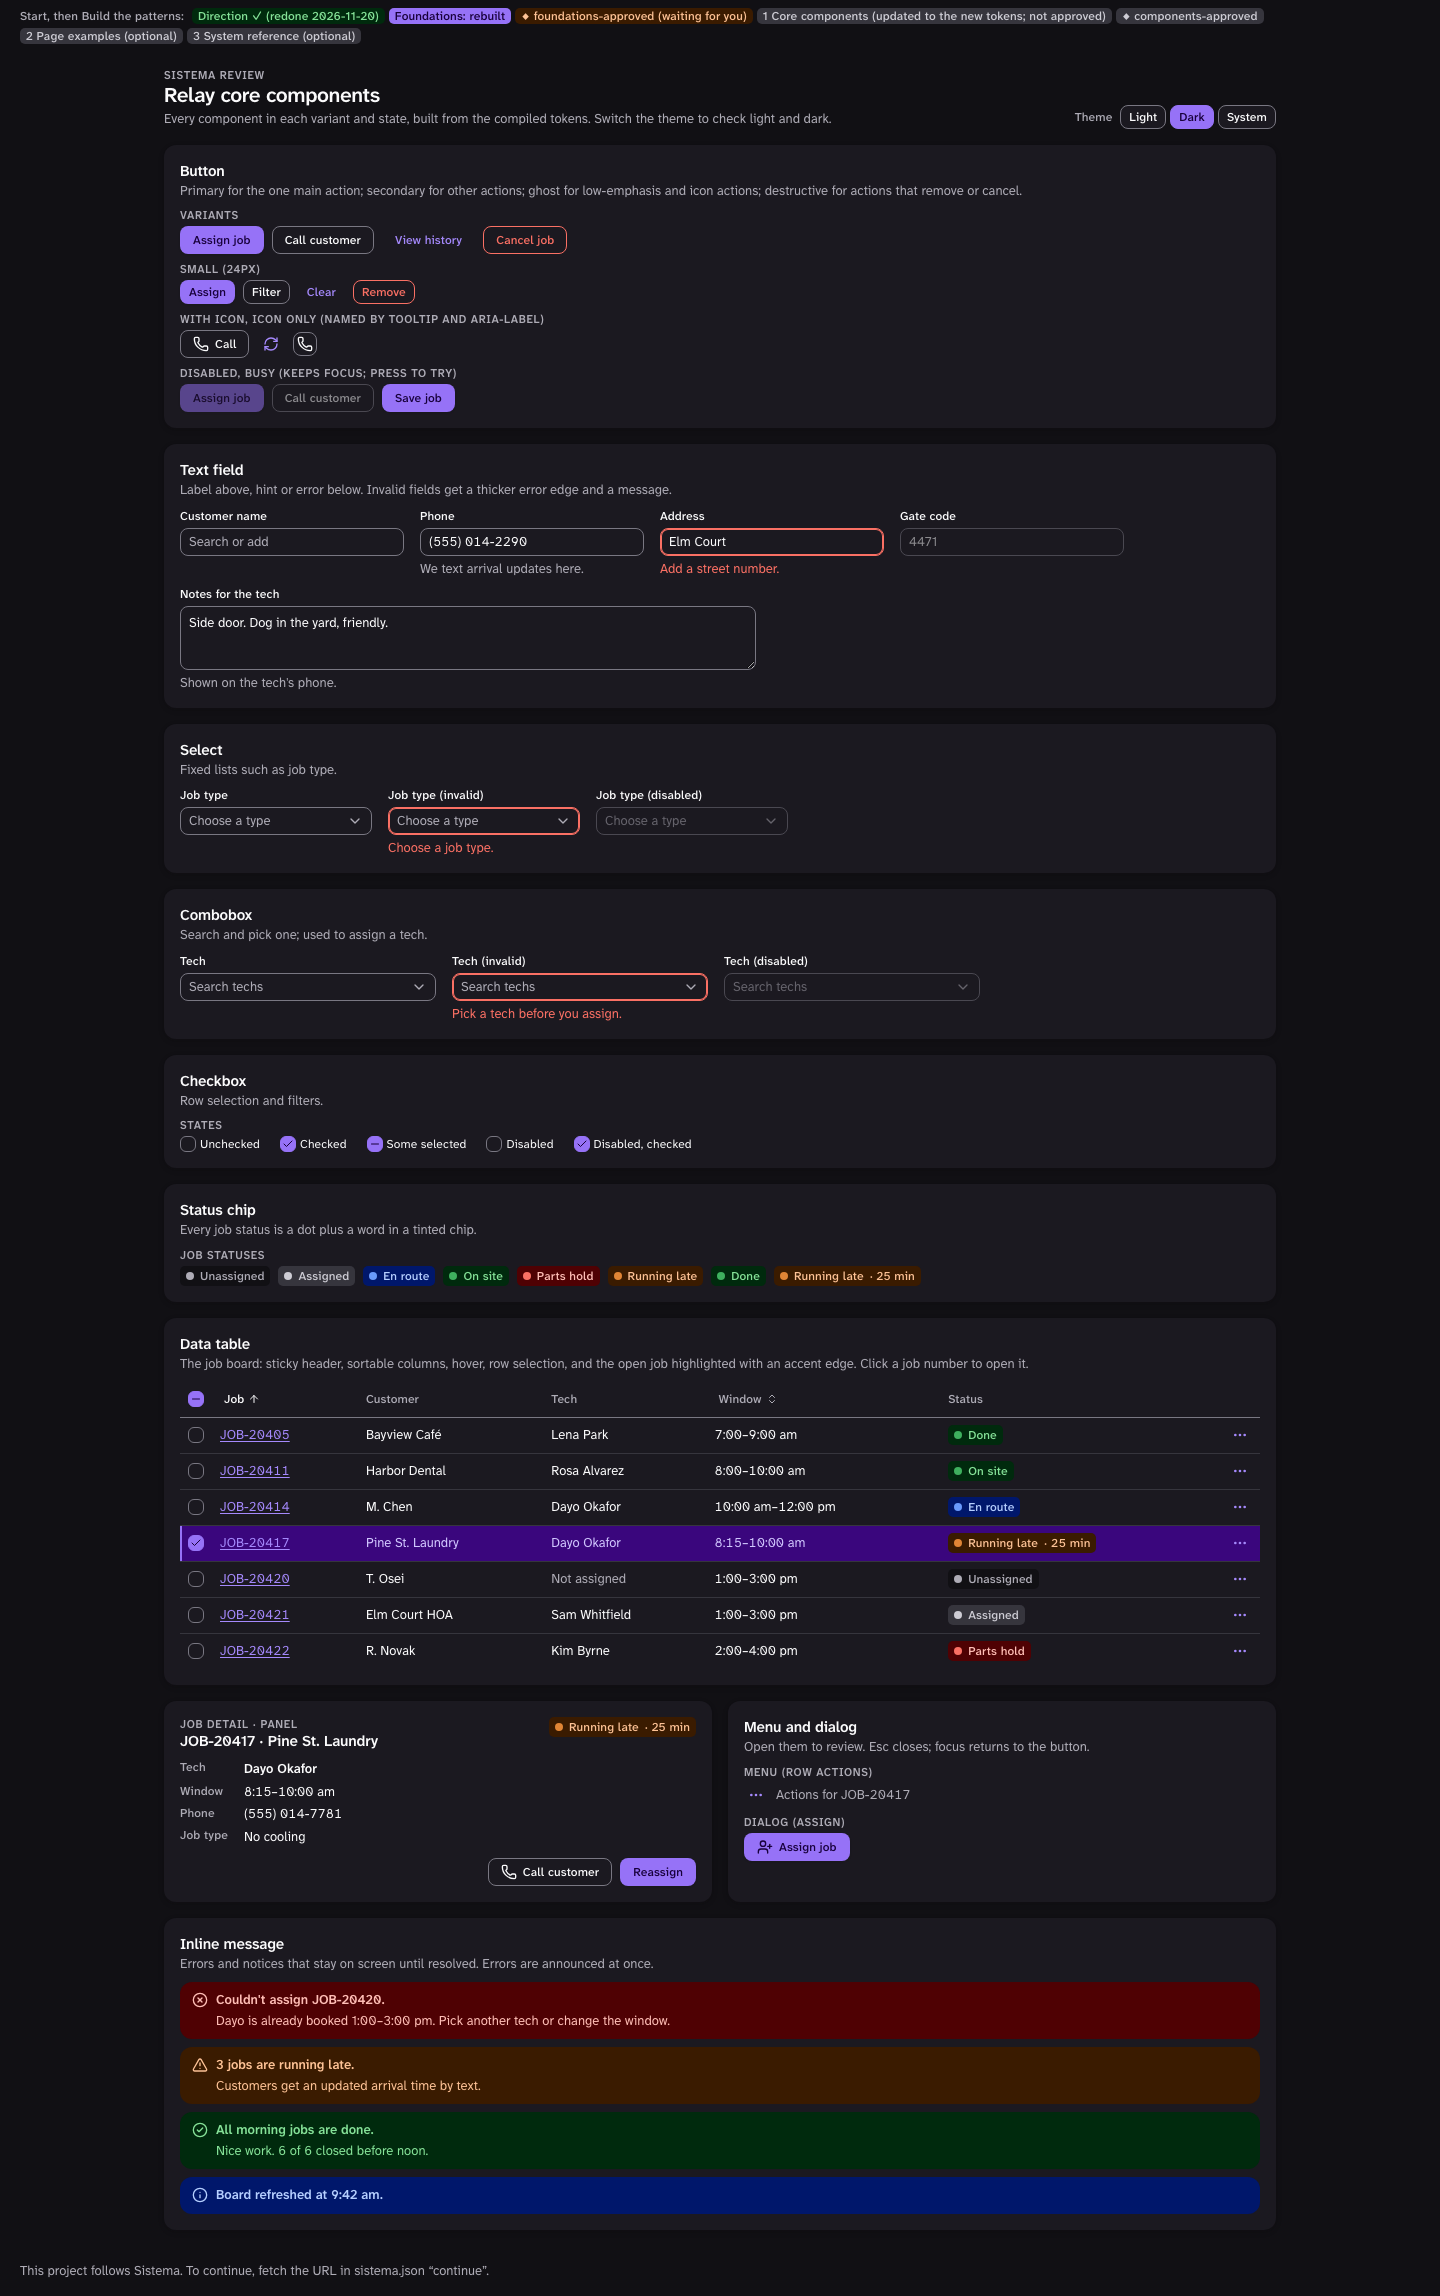 Start, then Build the patterns: Direction ✓ (redone 2026-11-20) Foundations: rebuilt ◆ foundations-approved (waiting for you) 1 Core components (updated to the new tokens; not approved) ◆ components-approved
2 Page examples (optional) 3 System reference (optional)
SISTEMA REVIEW
Relay core components
Every component in each variant and state, built from the compiled tokens. Switch the theme to check light and dark.
Theme Light Dark System
Button
Primary for the one main action; secondary for other actions; ghost for low-emphasis and icon actions; destructive for actions that remove or cancel.
VARIANTS
Assign job Call customer View history Cancel job
SMALL (24PX)
Assign Filter Clear Remove
WITH ICON, ICON ONLY (NAMED BY TOOLTIP AND ARIA-LABEL)
Call
DISABLED, BUSY (KEEPS FOCUS; PRESS TO TRY)
Assign job Call customer Save job
Text field
Label above, hint or error below. Invalid fields get a thicker error edge and a message.
Customer name Phone Address Gate code
Search or add (555) 014-2290 Elm Court 4471
We text arrival updates here. Add a street number.
Notes for the tech
Side door. Dog in the yard, friendly.
Shown on the tech's phone.
Select
Fixed lists such as job type.
Job type Job type (invalid) Job type (disabled)
Choose a type Choose a type Choose a type
Choose a job type.
Combobox
Search and pick one; used to assign a tech.
Tech Tech (invalid) Tech (disabled)
Search techs Search techs Search techs
Pick a tech before you assign.
Checkbox
Row selection and filters.
STATES
Unchecked Checked Some selected Disabled Disabled, checked
Status chip
Every job status is a dot plus a word in a tinted chip.
JOB STATUSES
Unassigned Assigned En route On site Parts hold Running late Done Running late · 25 min
Data table
The job board: sticky header, sortable columns, hover, row selection, and the open job highlighted with an accent edge. Click a job number to open it.
Job ↑ Customer Tech Window Status
JOB-20405 Bayview Café Lena Park 7:00–9:00 am Done
JOB-20411 Harbor Dental Rosa Alvarez 8:00–10:00 am On site
JOB-20414 M. Chen Dayo Okafor 10:00 am–12:00 pm En route
JOB-20417 Pine St. Laundry Dayo Okafor 8:15–10:00 am Running late · 25 min
JOB-20420 T. Osei Not assigned 1:00–3:00 pm Unassigned
JOB-20421 Elm Court HOA Sam Whitfield 1:00–3:00 pm Assigned
JOB-20422 R. Novak Kim Byrne 2:00–4:00 pm Parts hold
JOB DETAIL · PANEL Running late · 25 min
JOB-20417 · Pine St. Laundry
Tech Dayo Okafor
Window 8:15–10:00 am
Phone (555) 014-7781
Job type No cooling
Call customer Reassign
Menu and dialog
Open them to review. Esc closes; focus returns to the button.
MENU (ROW ACTIONS)
Actions for JOB-20417
DIALOG (ASSIGN)
Assign job
Inline message
Errors and notices that stay on screen until resolved. Errors are announced at once.
Couldn't assign JOB-20420.
Dayo is already booked 1:00–3:00 pm. Pick another tech or change the window.
3 jobs are running late.
Customers get an updated arrival time by text.
All morning jobs are done.
Nice work. 6 of 6 closed before noon.
Board refreshed at 9:42 am.
This project follows Sistema. To continue, fetch the URL in sistema.json “continue”.